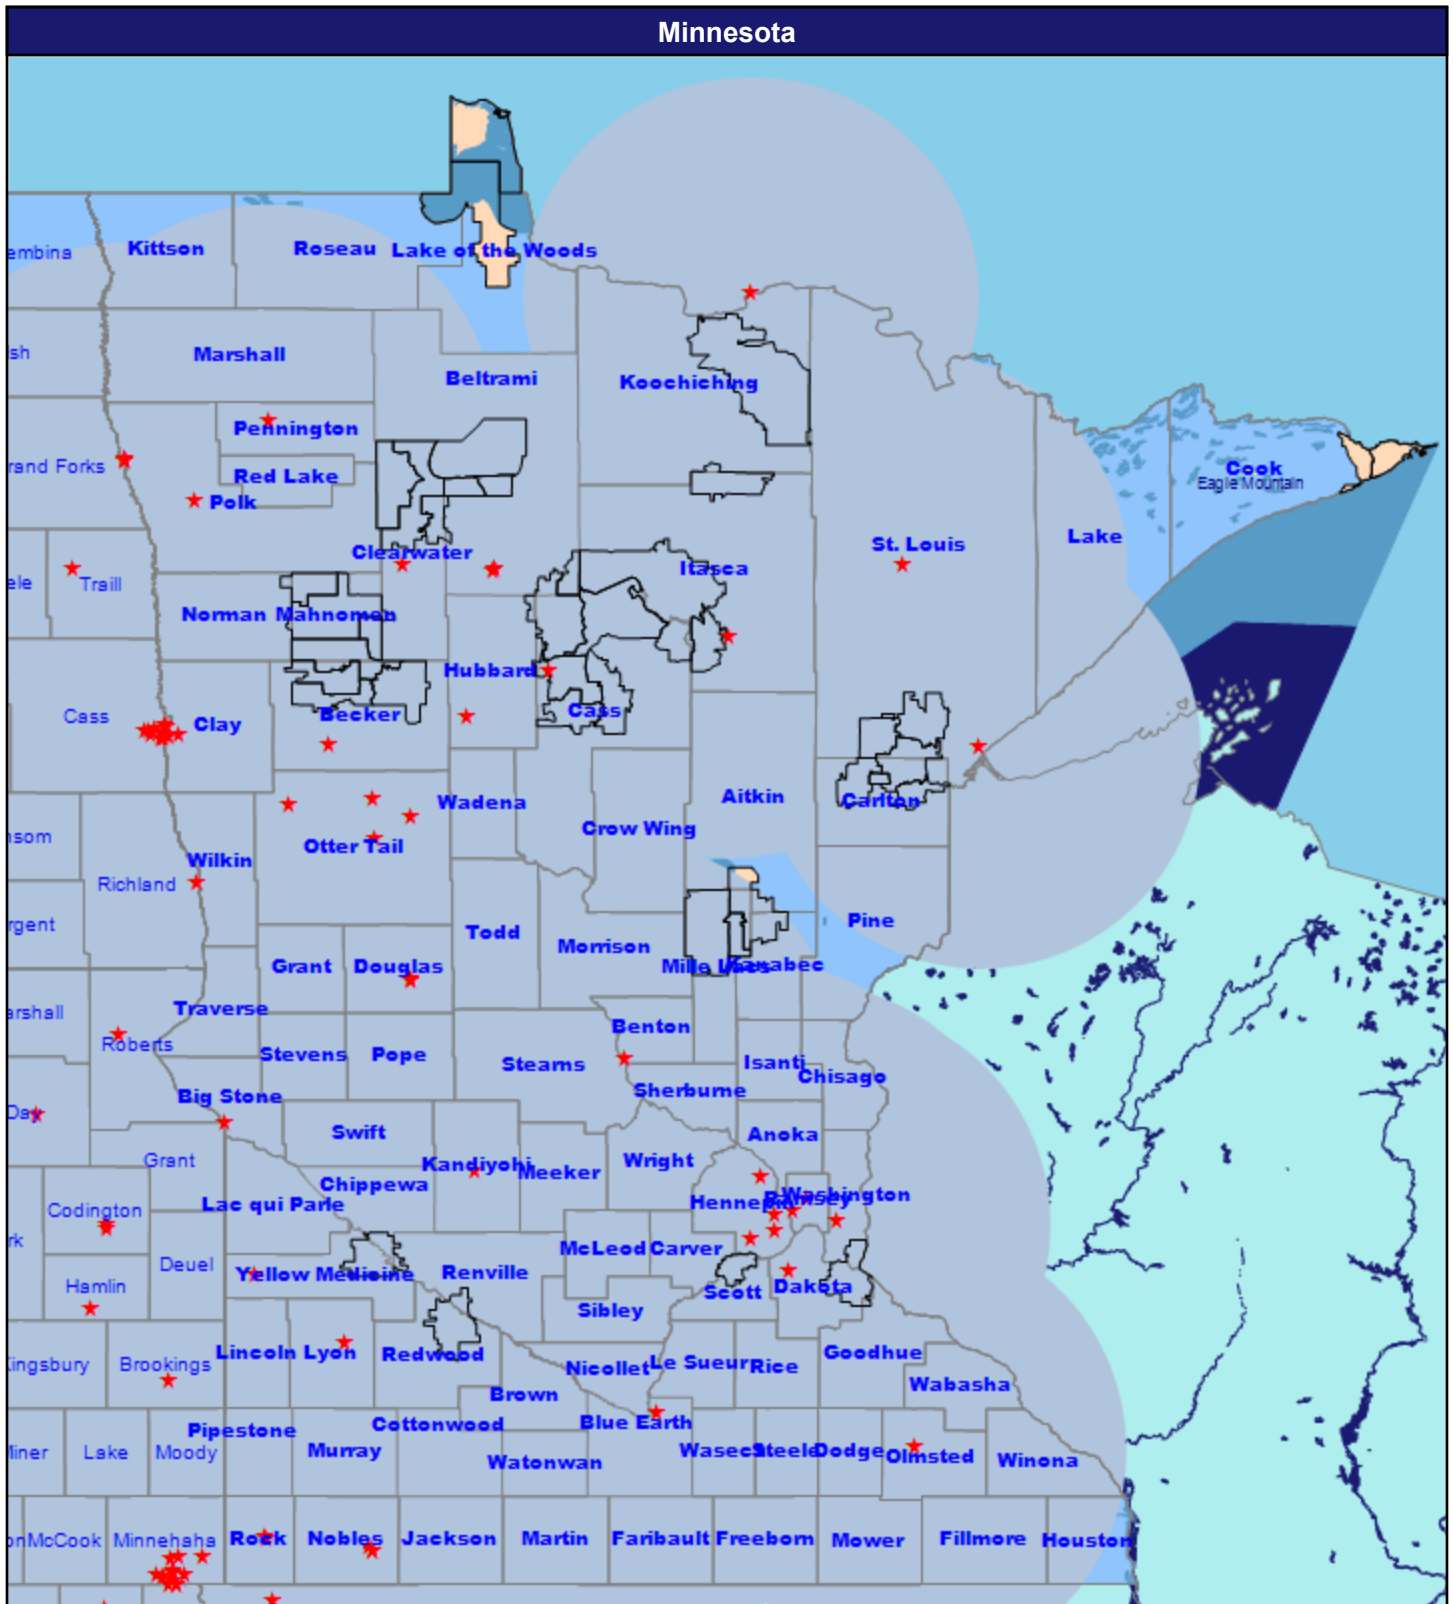 Minnesota
embina
Kittson
Roseau
Lake of the Woods
sh
Marshall
Beltrami
Koochiching
Pennington
rand Forks
Red Lake
Polk
Cook
Eagle Mountain
Clearwater
St. Louis
Lake
ele
Traill
Itasca
Norman
Mahnomen
Hubbard
Cass
Clay
Becker
Cass
Wadena
Aitkin
Carlton
nsom
Otter Tail
Crow Wing
Wilkin
Richland
rgent
Todd
Morrison
Pine
Grant
Douglas
Mille Lacs
Kanabec
arshall
Traverse
Roberts
Stevens
Pope
Stearns
Benton
Isanti
Chisago
Sherburne
Day
Big Stone
Swift
Anoka
Grant
Kandiyohi
Meeker
Wright
Chippewa
Codington
Lac qui Parle
Hennepin
Ramsey
Washington
rk
Deuel
McLeod
Carver
Hamlin
Yellow Medicine
Renville
Scott
Dakota
Sibley
Kingsbury
Brookings
Lincoln
Lyon
Redwood
Nicollet
Le Sueur
Rice
Goodhue
Wabasha
Brown
Miner
Lake
Moody
Pipestone
Murray
Cottonwood
Blue Earth
Watonwan
Waseca
Steele
Dodge
Olmsted
Winona
on
McCook
Minnehaha
Rock
Nobles
Jackson
Martin
Faribault
Freeborn
Mower
Fillmore
Houston